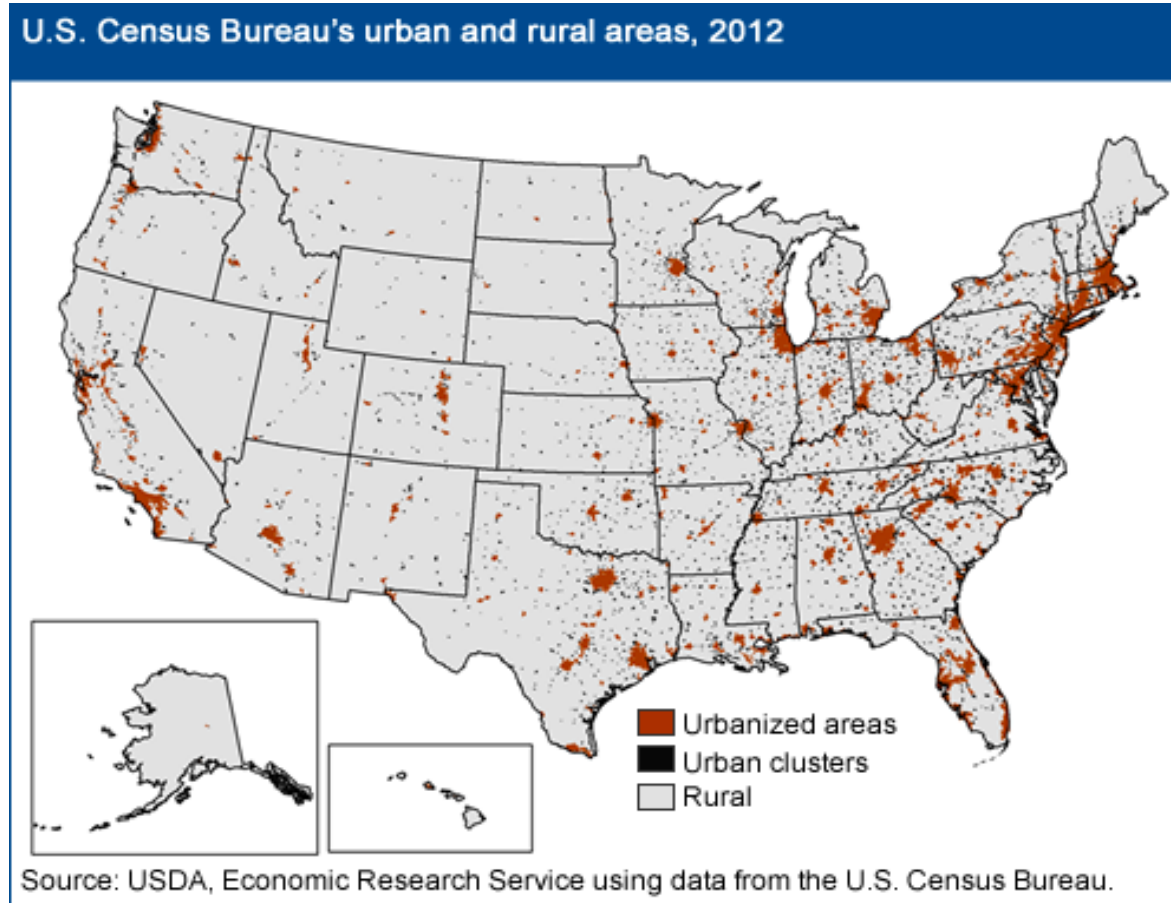 U.S. Census Bureau's urban and rural areas, 2012
Urbanized areas
Urban clusters
Rural
Source: USDA, Economic Research Service using data from the U.S. Census Bureau.